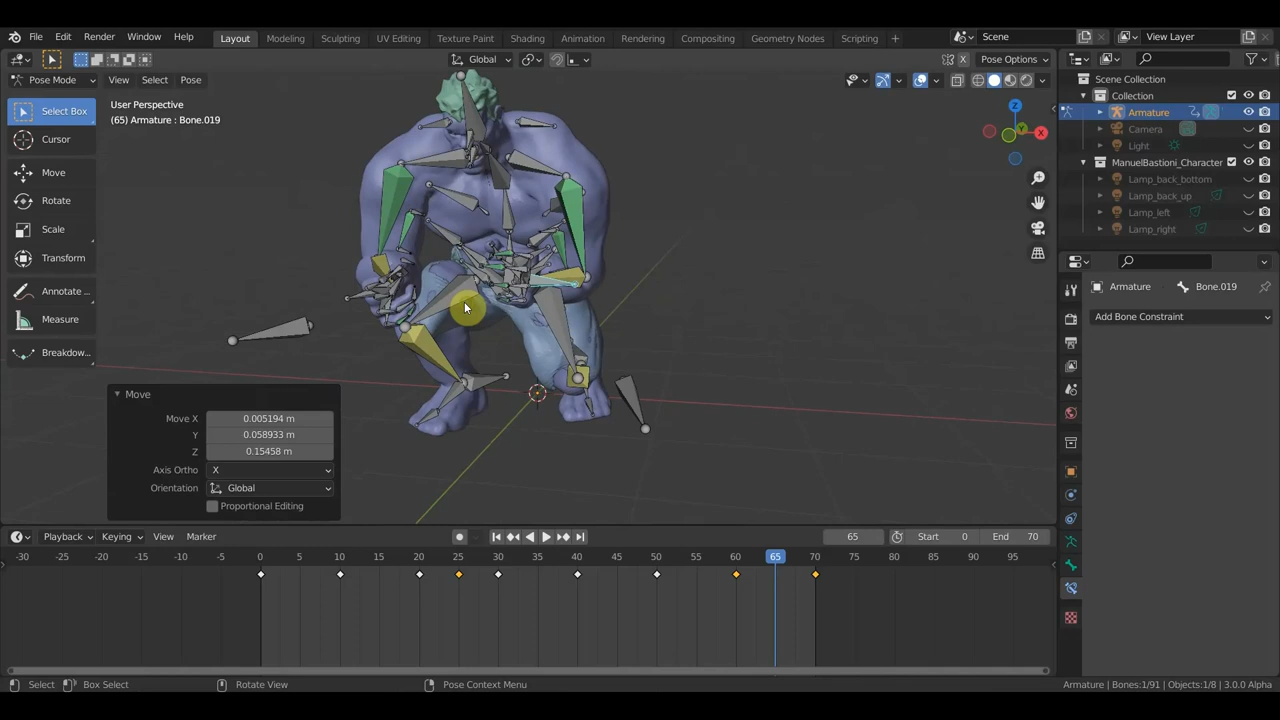 File Edit Render Window Help Layout Modeling Sculpting UV Editing Texture Paint Shading Animation Rendering Compositing Geometry Nodes Scripting + Scene View Layer
Global X Pose Options
Pose Mode View Select Pose
User Perspective
(65) Armature : Bone.019
Select Box
Cursor
Move
Rotate
Scale
Transform
Annotate ...
Measure
Breakdow...
Z
Y
X
Move
Move X 0.005194 m
Y 0.058933 m
Z 0.15458 m
Axis Ortho X
Orientation Global
Proportional Editing
Scene Collection
Collection
Armature
Camera
Light
ManuelBastioni_Character
Lamp_back_bottom
Lamp_back_up
Lamp_left
Lamp_right
Armature Bone.019
Add Bone Constraint
Playback Keying View Marker 65 Start 0 End 70
-30 -25 -20 -15 -10 -5 0 5 10 15 20 25 30 35 40 45 50 55 60 65 70 75 80 85 90 95
Select Box Select Rotate View Pose Context Menu Armature | Bones:1/91 | Objects:1/8 | 3.0.0 Alpha